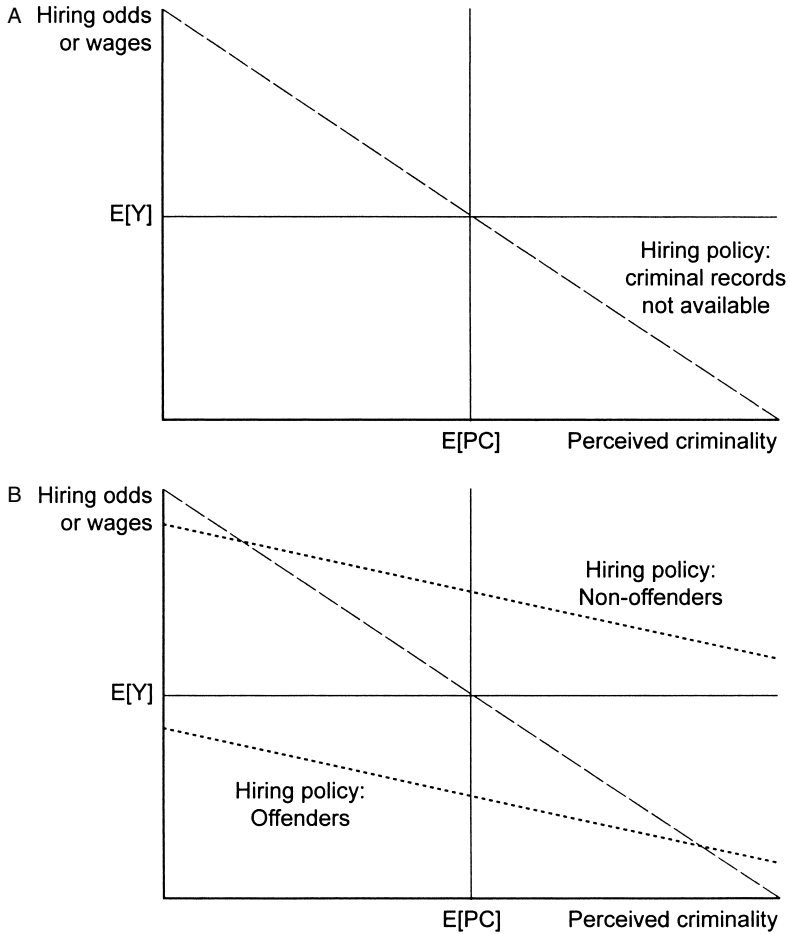 A
Hiring odds
or wages
E[Y]
Hiring policy:
criminal records
not available
E[PC]
Perceived criminality
B
Hiring odds
or wages
Hiring policy:
Non-offenders
E[Y]
Hiring policy:
Offenders
E[PC]
Perceived criminality